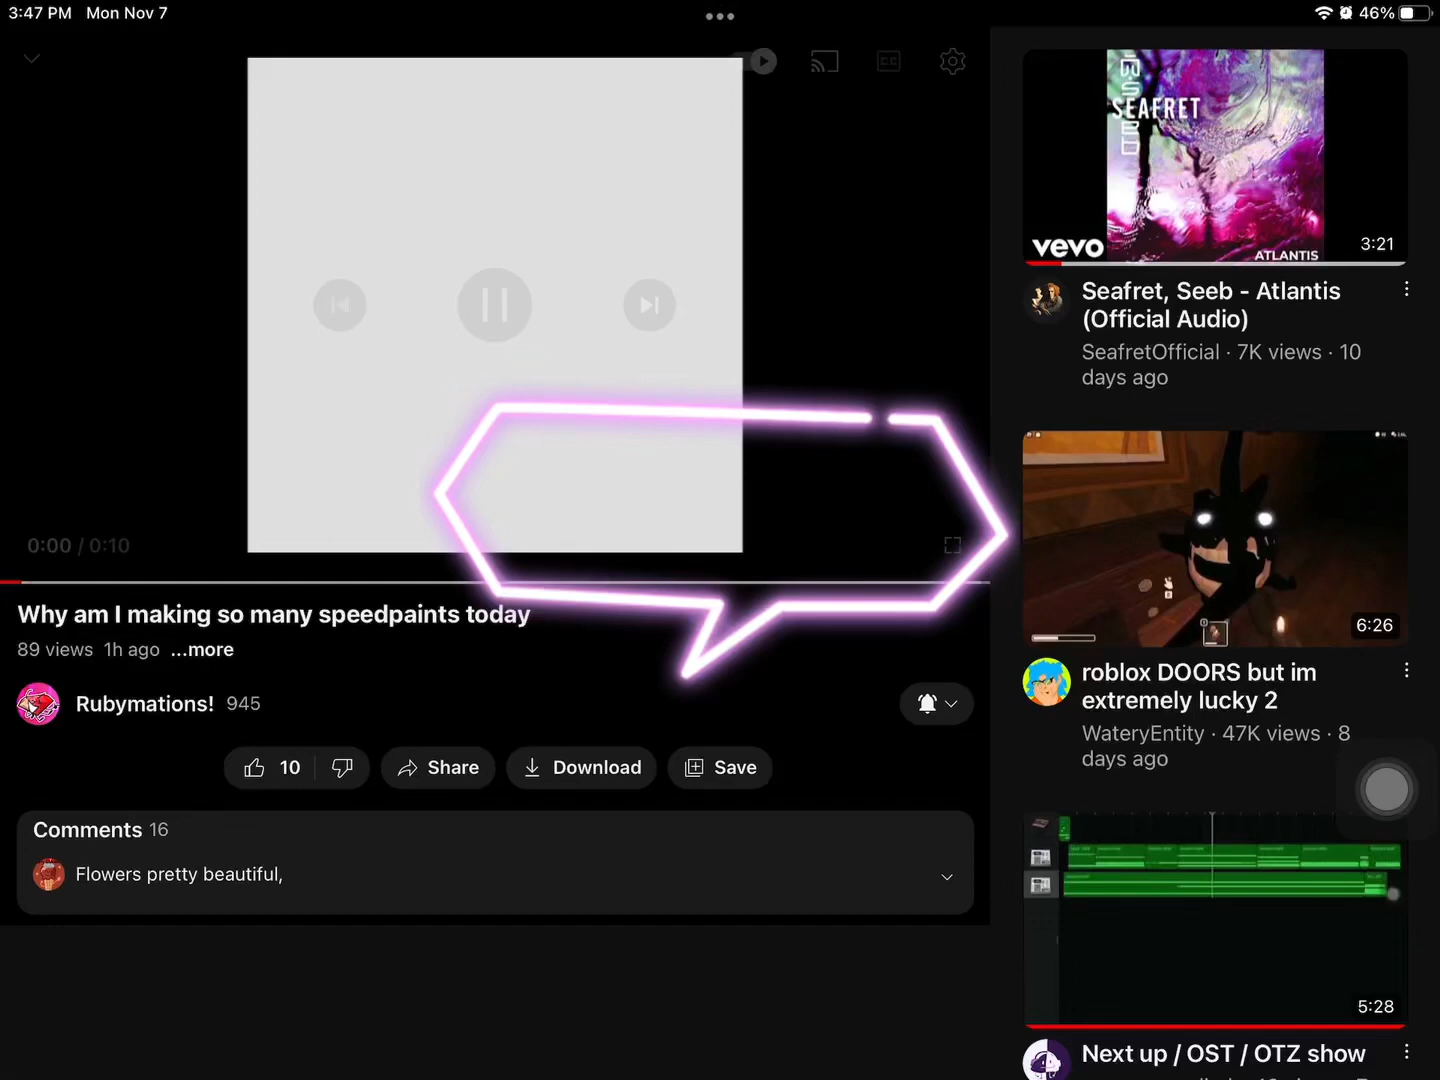 3:47 PM Mon Nov 7
46%
CC
0:00 / 0:10
Why am I making so many speedpaints today
89 views 1h ago ...more
Rubymations! 945
10
Share
Download
Save
Comments 16
Flowers pretty beautiful,
SEAFRET
vevo
ATLANTIS
3:21
Seafret, Seeb - Atlantis
(Official Audio)
SeafretOfficial · 7K views · 10
days ago
6:26
roblox DOORS but im
extremely lucky 2
WateryEntity · 47K views · 8
days ago
5:28
Next up / OST / OTZ show